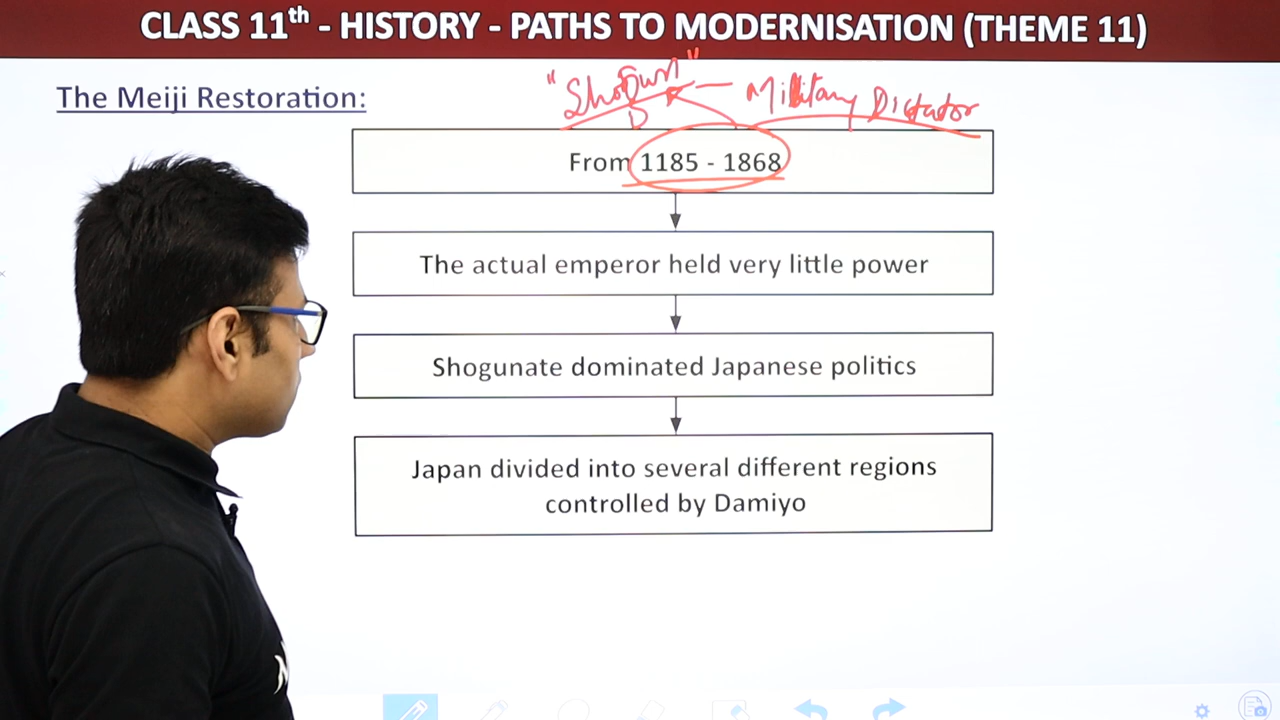 CLASS 11th - HISTORY - PATHS TO MODERNISATION (THEME 11)
The Meiji Restoration:
"Shogun" - Military Dictator
From 1185 - 1868
The actual emperor held very little power
Shogunate dominated Japanese politics
Japan divided into several different regions
controlled by Damiyo